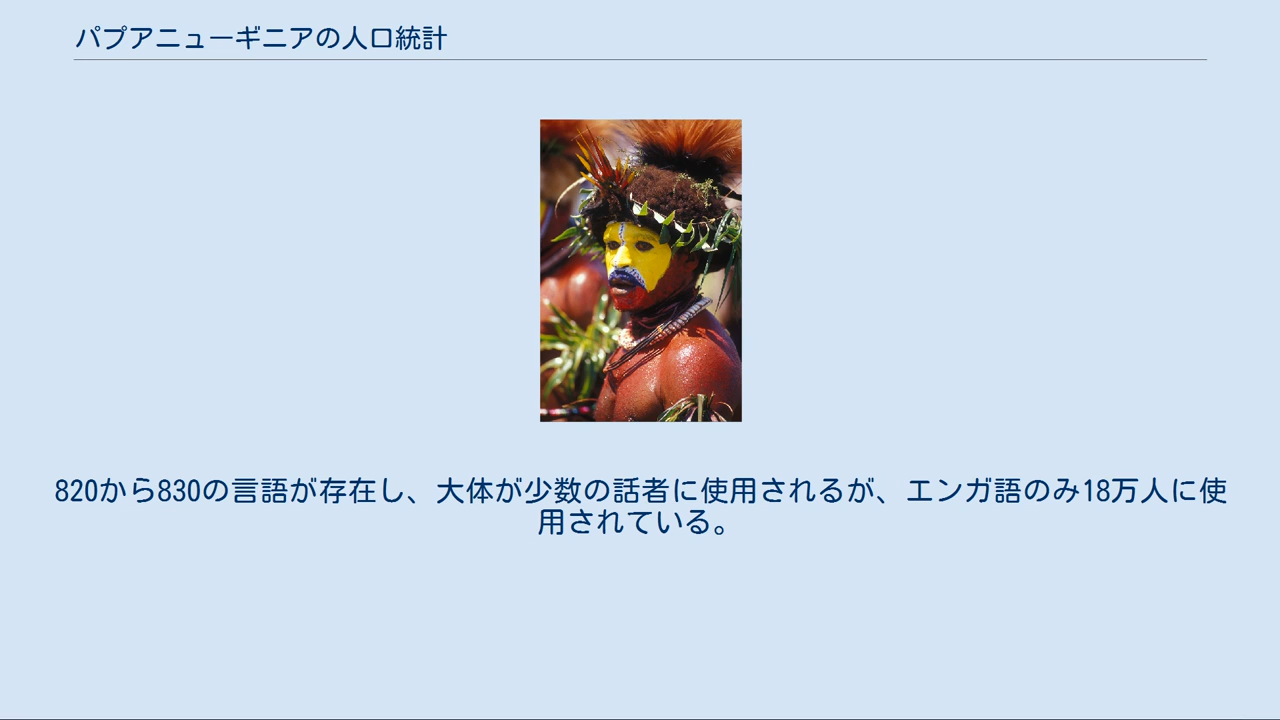 パプアニューギニアの人口統計
820から830の言語が存在し、大体が少数の話者に使用されるが、エンガ語のみ18万人に使
用されている。